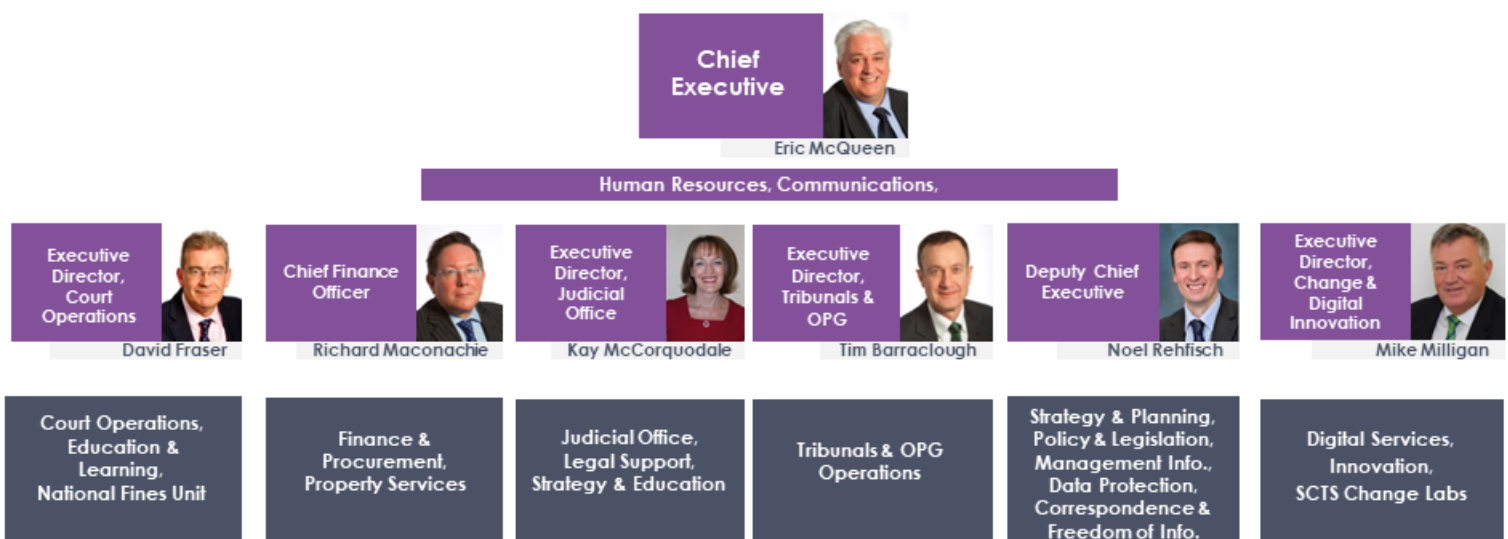 Chief
Executive
Eric McQueen
Human Resources, Communications,
Executive
Director,
Court
Operations
David Fraser
Chief Finance
Officer
Richard Maconachie
Executive
Director,
Judicial
Office
Kay McCorquodale
Executive
Director,
Tribunals &
OPG
Tim Barraclough
Deputy Chief
Executive
Noel Rehfisch
Executive
Director,
Change &
Digital
Innovation
Mike Milligan
Court Operations,
Education &
Learning,
National Fines Unit
Finance &
Procurement,
Property Services
Judicial Office,
Legal Support,
Strategy & Education
Tribunals & OPG
Operations
Strategy & Planning,
Policy & Legislation,
Management Info.,
Data Protection,
Correspondence &
Freedom of Info.
Digital Services,
Innovation,
SCTS Change Labs